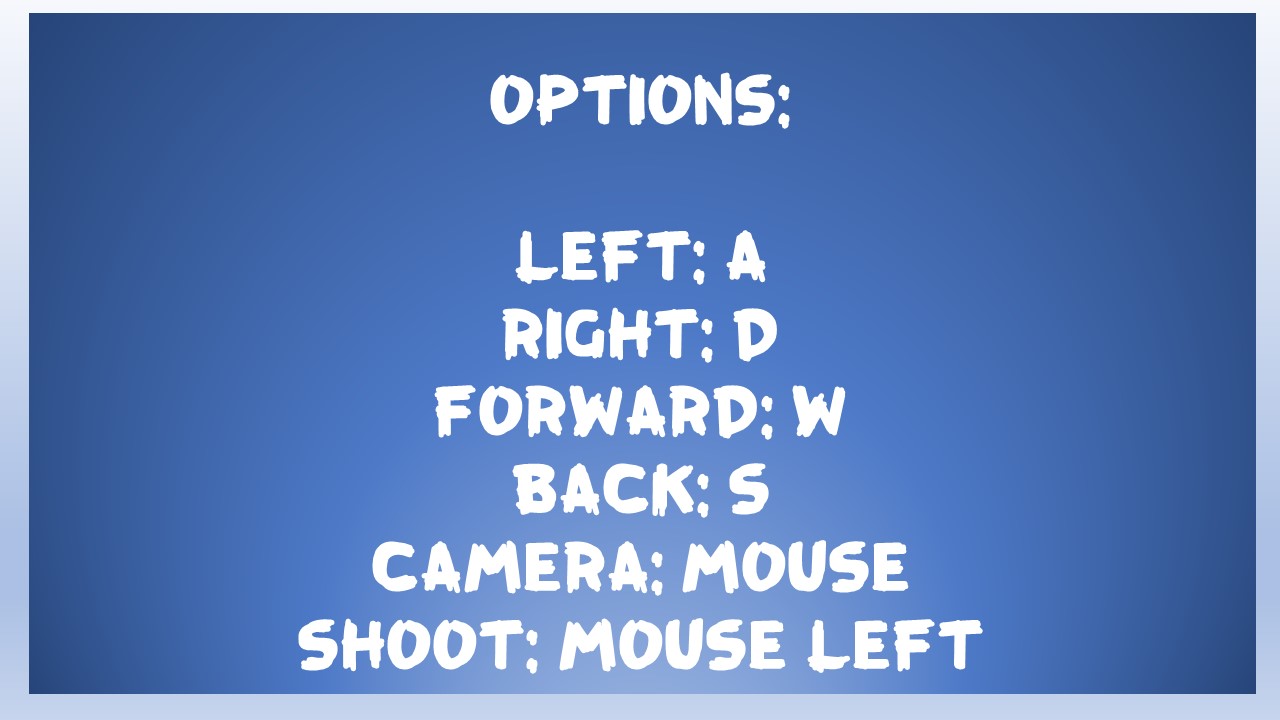 OPTIONS:
LEFT: A
RIGHT: D
FORWARD: W
BACK: S
CAMERA: MOUSE
SHOOT: MOUSE LEFT